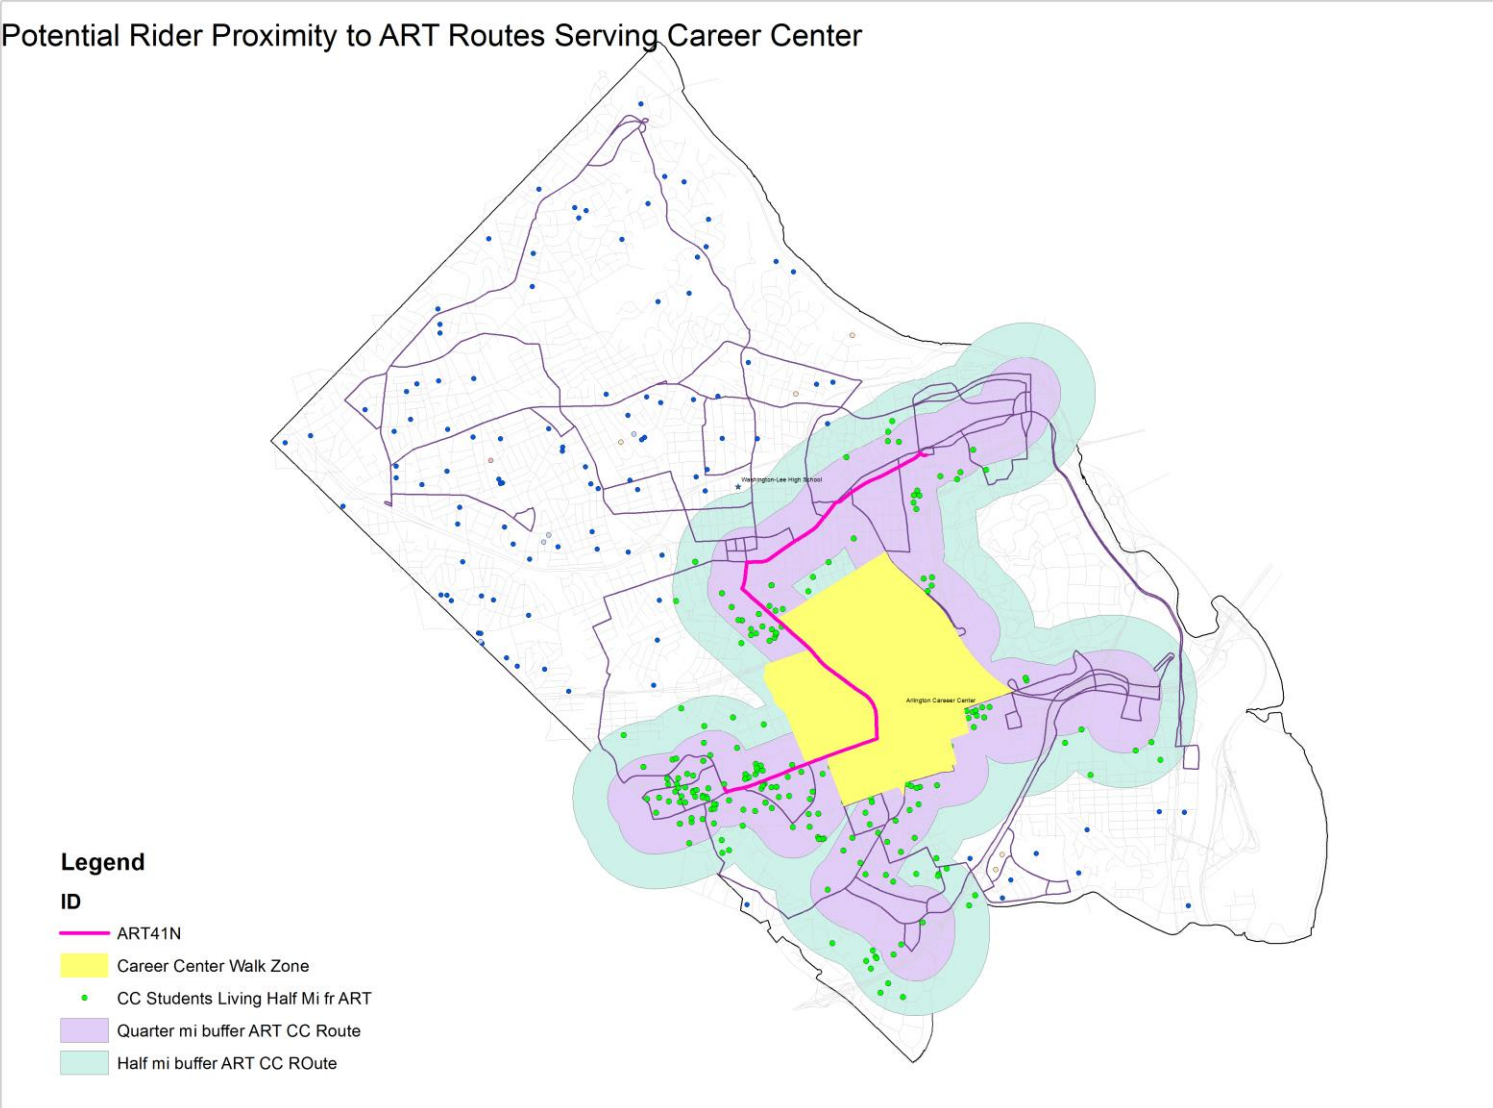 Potential Rider Proximity to ART Routes Serving Career Center
Washington-Lee High School
Arlington Career Center
Legend
ID
ART41N
Career Center Walk Zone
CC Students Living Half Mi fr ART
Quarter mi buffer ART CC Route
Half mi buffer ART CC ROute